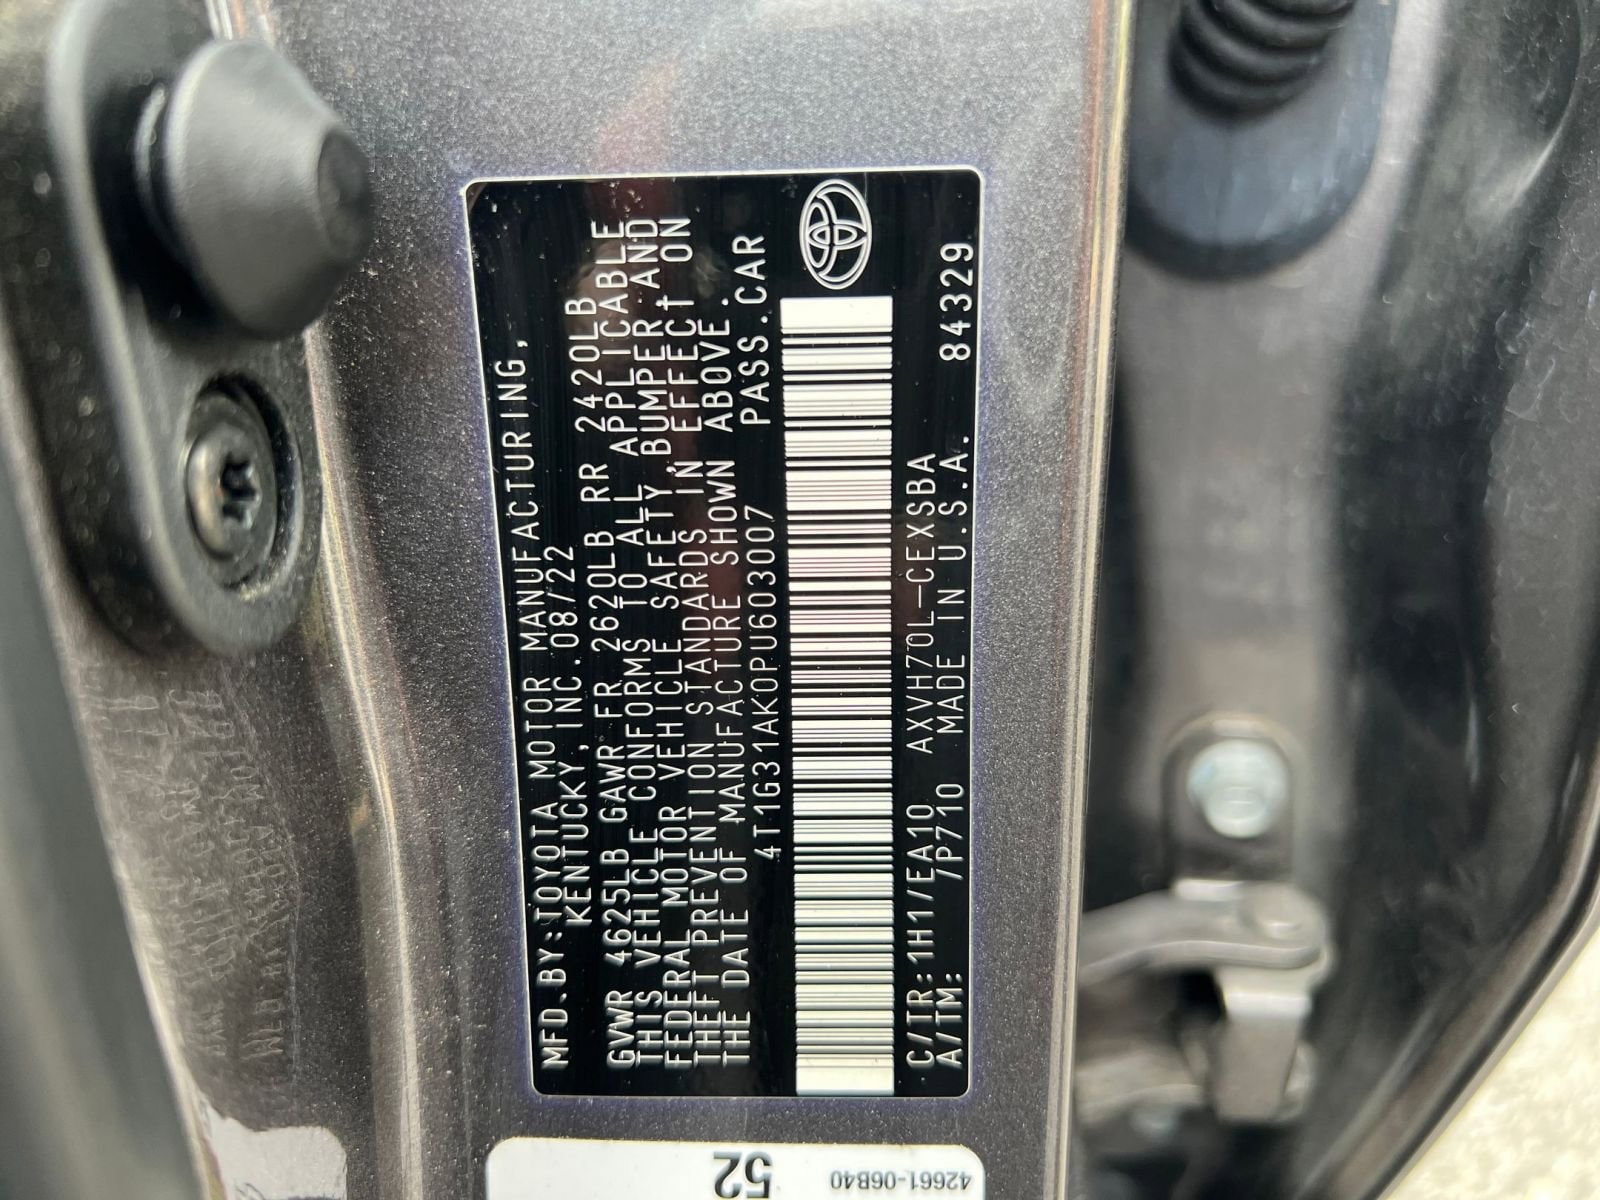 MFD.BY:TOYOTA MOTOR MANUFACTURING,
KENTUCKY, INC. 08/22
GVWR 4625LB GAWR FR 2620LB RR 2420LB
THIS VEHICLE CONFORMS TO ALL APPLICABLE
FEDERAL MOTOR VEHICLE SAFETY, BUMPER AND
THEFT PREVENTION STANDARDS IN EFFECT ON
THE DATE OF MANUFACTURE SHOWN ABOVE.
4T1G31AK0PU603007 PASS.CAR
C/TR:1H1/EA10 AXVH70L-CEXSBA
A/TM: /P710 MADE IN U.S.A. 84329
52
42661-06B40